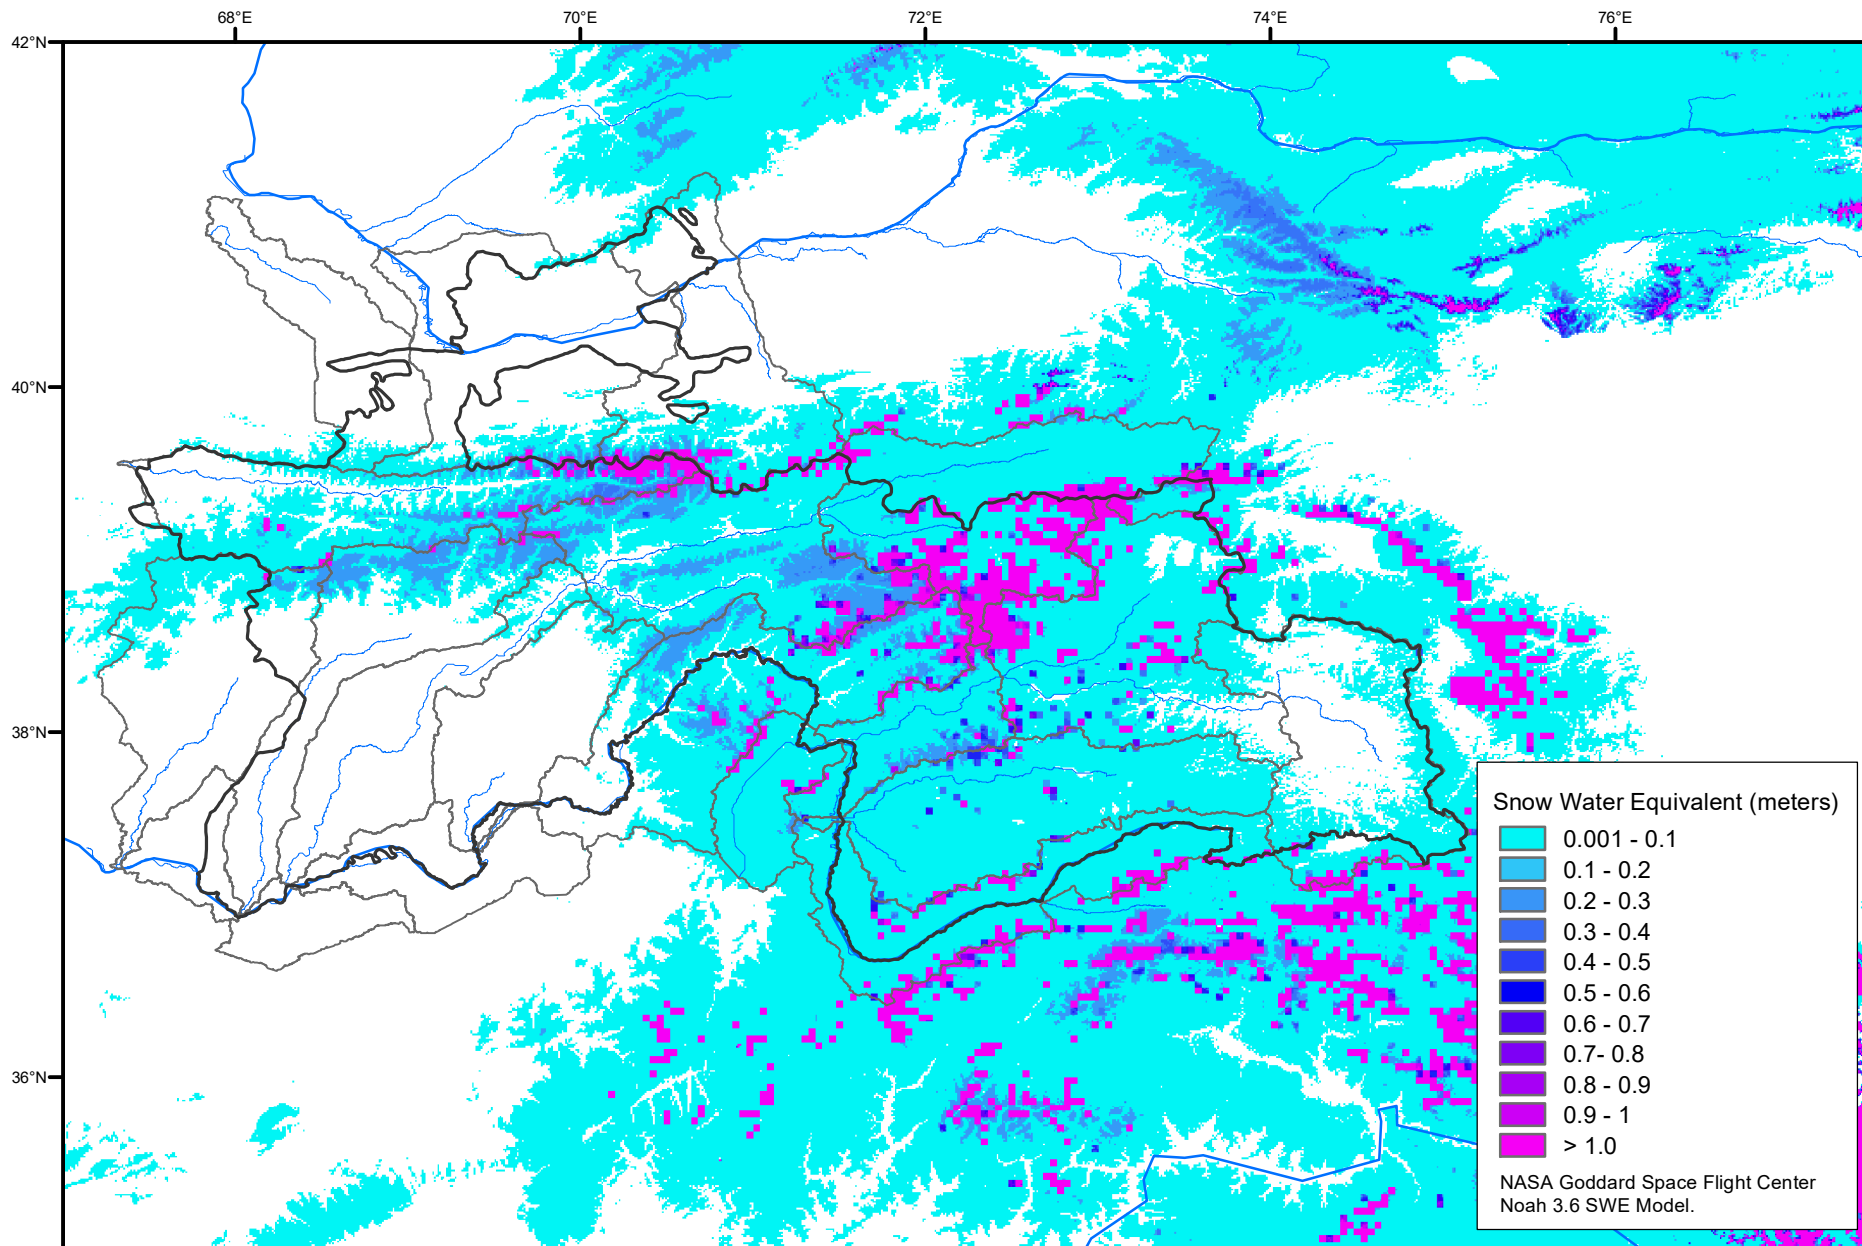 68°E 70°E 72°E 74°E 76°E
42°N
40°N
38°N
36°N
Snow Water Equivalent (meters)
0.001 - 0.1
0.1 - 0.2
0.2 - 0.3
0.3 - 0.4
0.4 - 0.5
0.5 - 0.6
0.6 - 0.7
0.7- 0.8
0.8 - 0.9
0.9 - 1
> 1.0
NASA Goddard Space Flight Center
Noah 3.6 SWE Model.